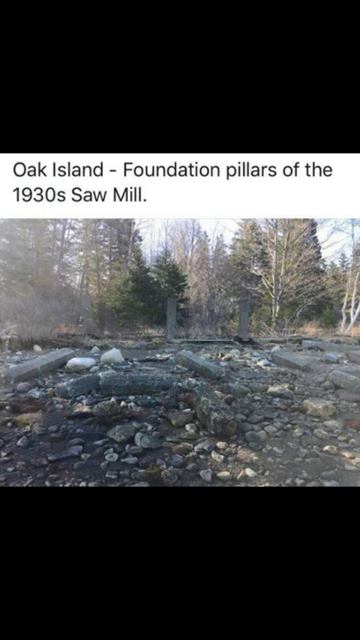 Oak Island - Foundation pillars of the
1930s Saw Mill.